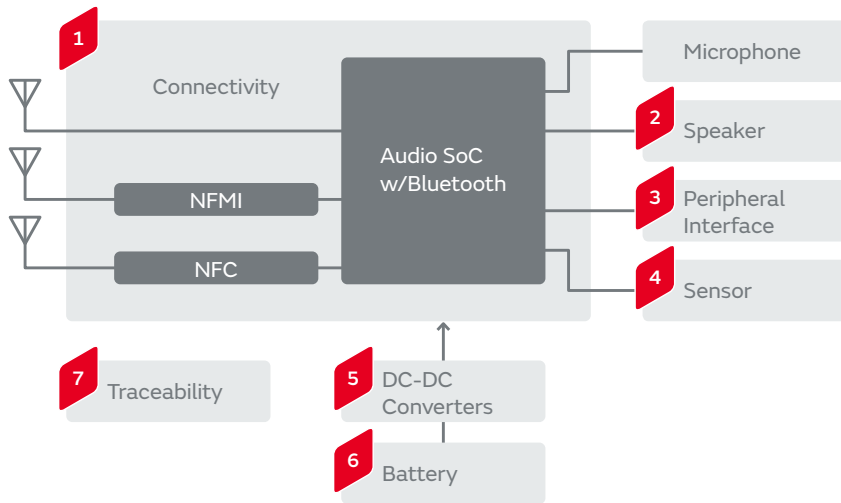 1
Connectivity
Audio SoC
w/Bluetooth
NFMI
NFC
Microphone
2
Speaker
3
Peripheral
Interface
4
Sensor
7
Traceability
5
DC-DC
Converters
6
Battery